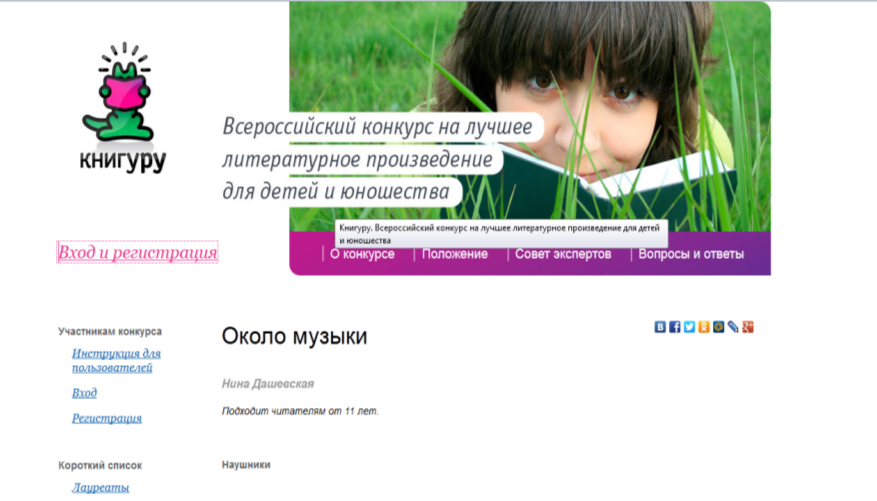 книгуру
Всероссийский конкурс на лучшее
литературное произведение
для детей и юношества
Книгуру. Всероссийский конкурс на лучшее литературное произведение для детей
и юношества
Вход и регистрация
О конкурсе
Положение
Совет экспертов
Вопросы и ответы
Участникам конкурса
Инструкция для
пользователей
Вход
Регистрация
Короткий список
Лауреаты
Около музыки
Нина Дашевская
Подходит читателям от 11 лет.
Наушники